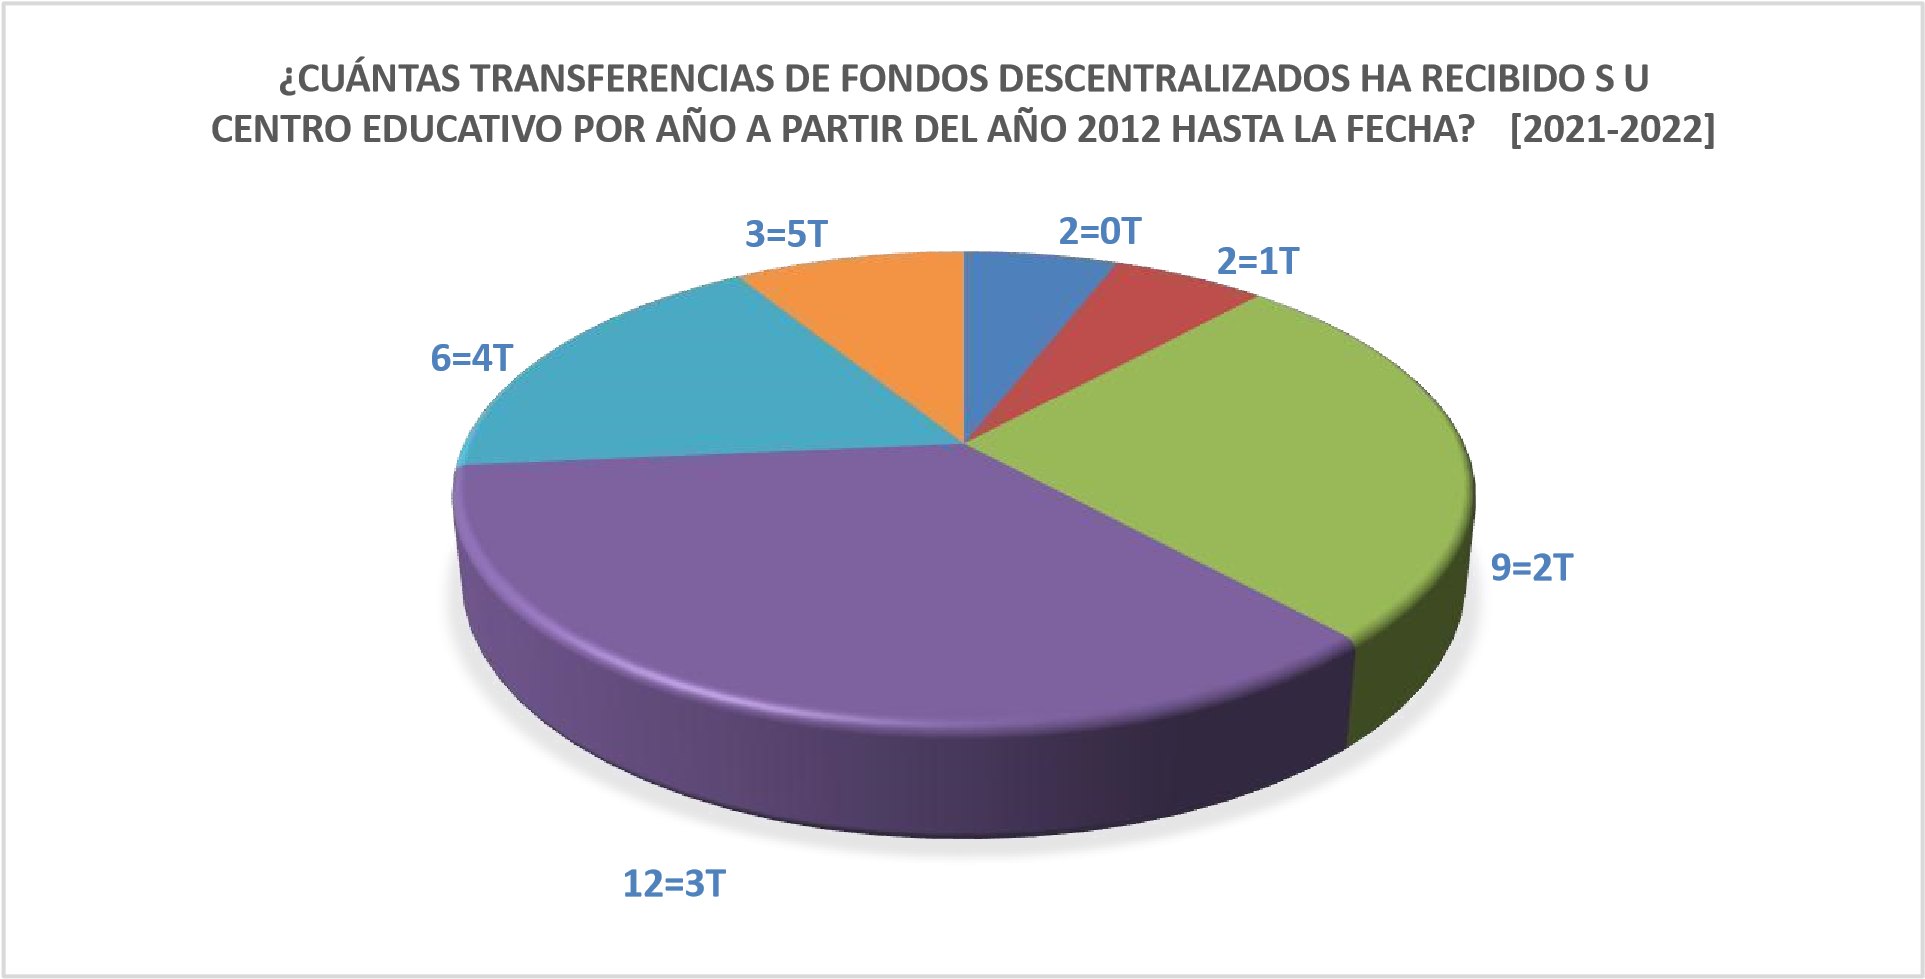 ¿CUÁNTAS TRANSFERENCIAS DE FONDOS DESCENTRALIZADOS HA RECIBIDO S U
CENTRO EDUCATIVO POR AÑO A PARTIR DEL AÑO 2012 HASTA LA FECHA? [2021-2022]
3=5T
2=0T
2=1T
6=4T
9=2T
12=3T